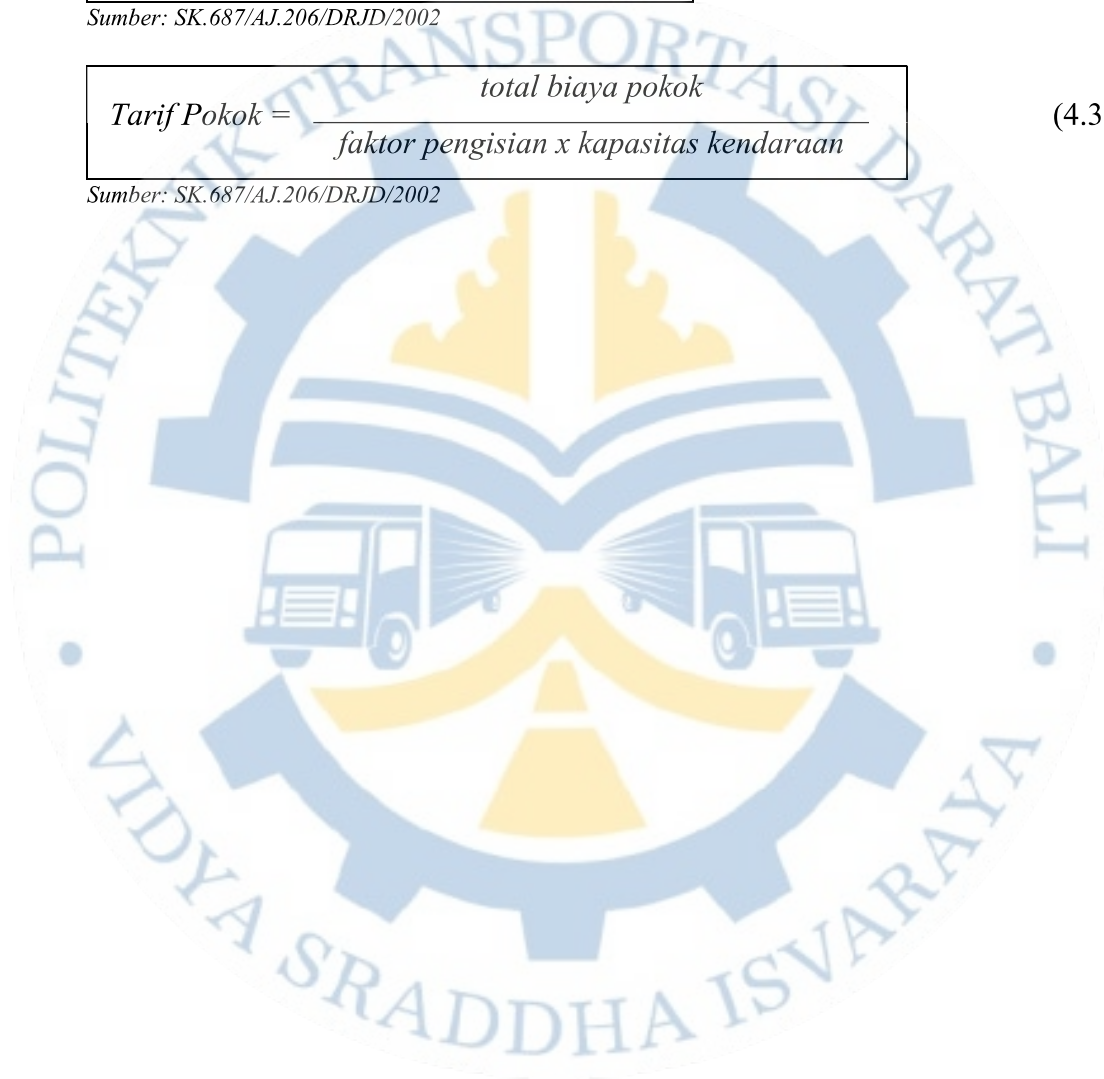 Sumber: SK.687/AJ.206/DRJD/2002
total biaya pokok
Tarif Pokok =
faktor pengisian x kapasitas kendaraan
(4.3
Sumber: SK.687/AJ.206/DRJD/2002
POLITEKNIK TRANSPORTASI DARAT BALI
VIDYA SRADDHA ISVARAYA